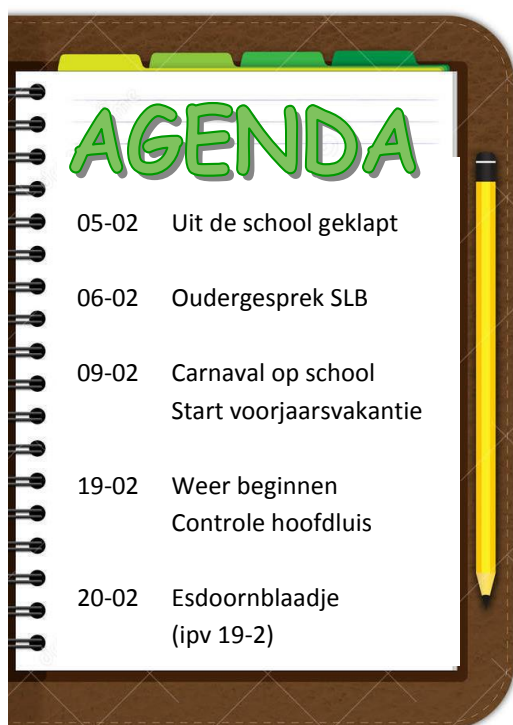 AGENDA
05-02 Uit de school geklapt
06-02 Oudergesprek SLB
09-02 Carnaval op school
Start voorjaarsvakantie
19-02 Weer beginnen
Controle hoofdluis
20-02 Esdoornblaadje
(ipv 19-2)